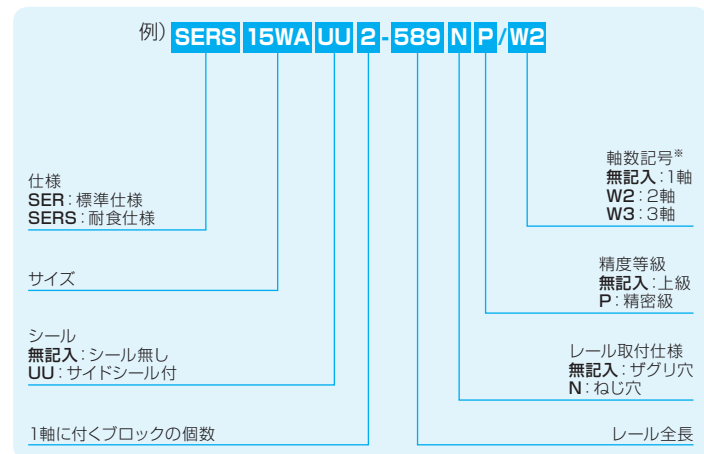 例) SERS 15WA UU 2 - 589 N P /W2
仕様
SER:標準仕様
SERS:耐食仕様
サイズ
シール
無記入:シール無し
UU:サイドシール付
1軸に付くブロックの個数
軸数記号※
無記入:1軸
W2:2軸
W3:3軸
精度等級
無記入:上級
P:精密級
レール取付仕様
無記入:ザグリ穴
N:ねじ穴
レール全長